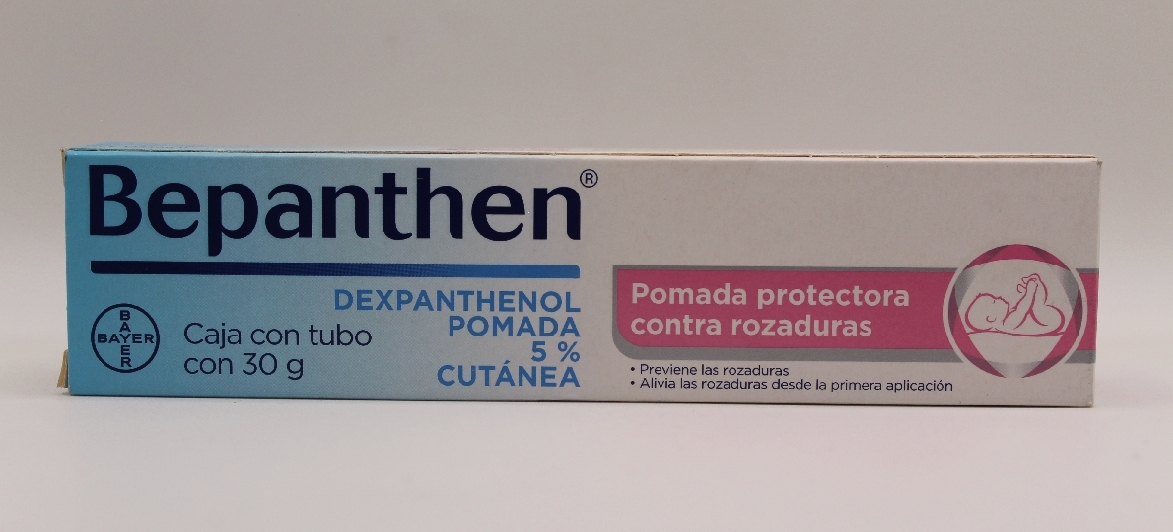 Bepanthen®
DEXPANTHENOL
POMADA
5 %
CUTÁNEA
BAYER
BAYER
Caja con tubo
con 30 g
Pomada protectora
contra rozaduras
• Previene las rozaduras
• Alivia las rozaduras desde la primera aplicación